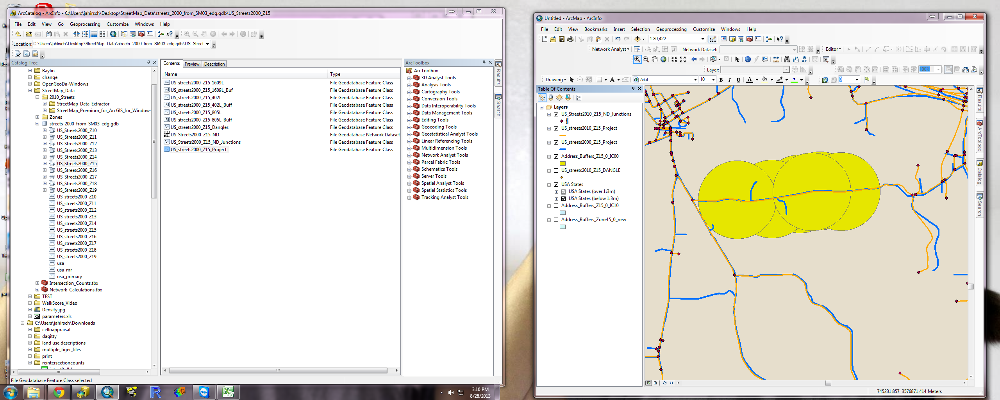 ArcCatalog - ArcInfo - C:\Users\jahirsch\Desktop\StreetMap_Data\streets_2000_from_SM03_edg.gdb\US_Streets2000_Z15
File Edit View Go Geoprocessing Customize Windows Help
Location: C:\Users\jahirsch\Desktop\StreetMap_Data\streets_2000_from_SM03_edg.gdb\US_Street
Catalog Tree
Baylin
change
OpenGeoDa-Windows
StreetMap_Data
2010_Streets
StreetMap_Data_Extractor
StreetMap_Premium_for_ArcGIS_for_Windows
Zones
streets_2000_from_SM03_edg.gdb
US_Streets2000_Z10
US_Streets2000_Z11
US_Streets2000_Z12
US_Streets2000_Z13
US_Streets2000_Z14
US_Streets2000_Z15
US_Streets2000_Z16
US_Streets2000_Z17
US_Streets2000_Z18
US_Streets2000_Z19
US_streets2000_Z10
US_streets2000_Z11
US_streets2000_Z12
US_streets2000_Z13
US_streets2000_Z14
US_streets2000_Z15
US_streets2000_Z16
US_streets2000_Z17
US_streets2000_Z18
US_streets2000_Z19
usa
usa_mr
usa_primary
Intersection_Counts.tbx
Network_Calculations.tbx
TEST
WalkScore_Video
Density.jpg
parameters.xls
C:\Users\jahirsch\Downloads
celloappraisal
dagitty
land use descriptions
multiple_tiger_files
print
reintersectioncounts
Contents Preview Description
Name Type
US_streets2000_Z15_1609L File Geodatabase Feature Class
US_streets2000_Z15_1609L_Buf File Geodatabase Feature Class
US_streets2000_Z15_402L File Geodatabase Feature Class
US_streets2000_Z15_402L_Buff File Geodatabase Feature Class
US_streets2000_Z15_805L File Geodatabase Feature Class
US_streets2000_Z15_805L_Buff File Geodatabase Feature Class
US_streets2000_Z15_Dangles File Geodatabase Feature Class
US_Streets2000_Z15_ND File Geodatabase Network Dataset
US_Streets2000_Z15_ND_Junctions File Geodatabase Feature Class
US_streets2000_Z15_Project File Geodatabase Feature Class
ArcToolbox
ArcToolbox
3D Analyst Tools
Analysis Tools
Cartography Tools
Conversion Tools
Data Interoperability Tools
Data Management Tools
Editing Tools
Geocoding Tools
Geostatistical Analyst Tools
Linear Referencing Tools
Multidimension Tools
Network Analyst Tools
Parcel Fabric Tools
Schematics Tools
Server Tools
Spatial Analyst Tools
Spatial Statistics Tools
Tracking Analyst Tools
Results
Search
File Geodatabase Feature Class selected
GeoDa
3:10 PM
8/28/2013
Untitled - ArcMap - ArcInfo
File Edit View Bookmarks Insert Selection Geoprocessing Customize Windows Help
1:30,422
Network Analyst Network Dataset: Editor
Layer: 100%
Drawing Arial 10 B I U A 0
Table Of Contents
Layers
US_Streets2010_Z15_ND_Junctions
US_streets2010_Z15_Project
US_streets2000_Z15_Project
Address_Buffers_Z15_0_IC00
US_streets2010_Z15_DANGLE
USA States
USA States (over 1:3m)
USA States (below 1:3m)
Address_Buffers_Z15_0_IC10
Address_Buffers_Zone15_0_new
Results
ArcToolbox
Catalog
Search
745231.857 3576871.414 Meters